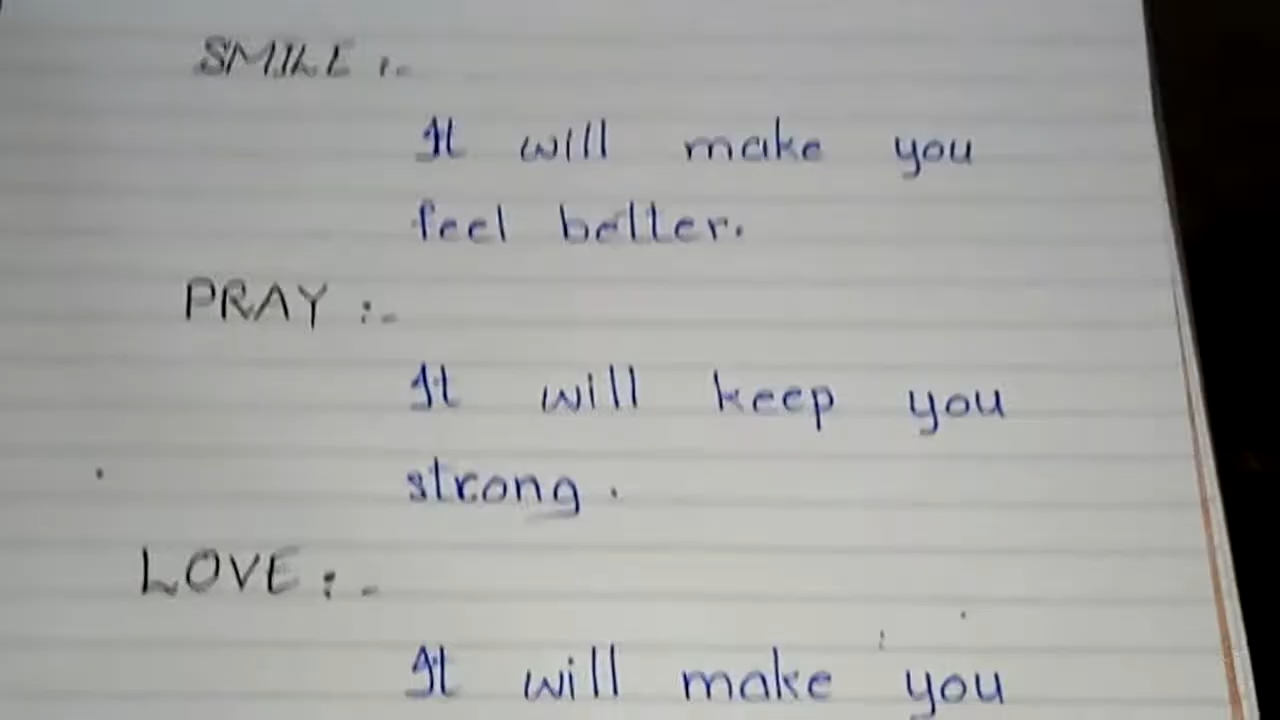 SMILE :-
It will make you
feel better.
PRAY :-
It will keep you
strong.
LOVE :-
It will make you